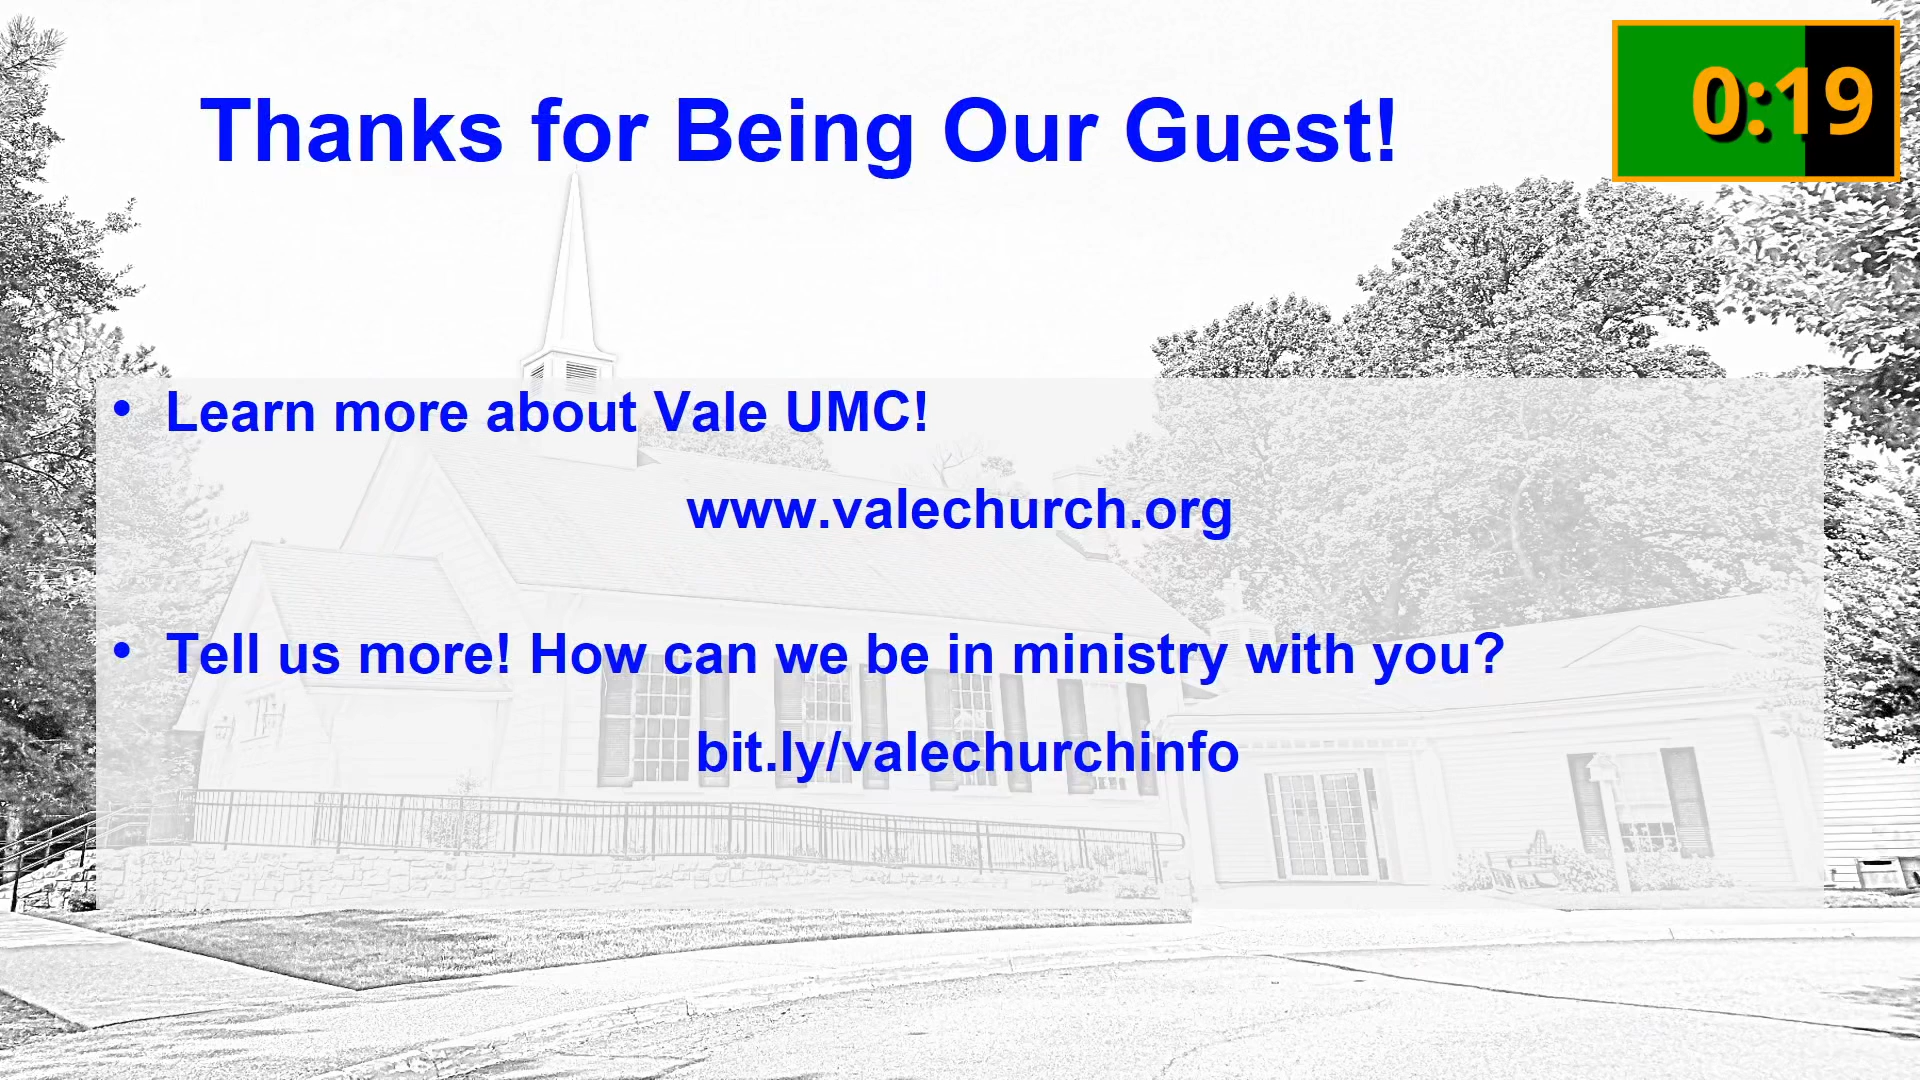 Thanks for Being Our Guest!
0:19
• Learn more about Vale UMC!
www.valechurch.org
• Tell us more! How can we be in ministry with you?
bit.ly/valechurchinfo